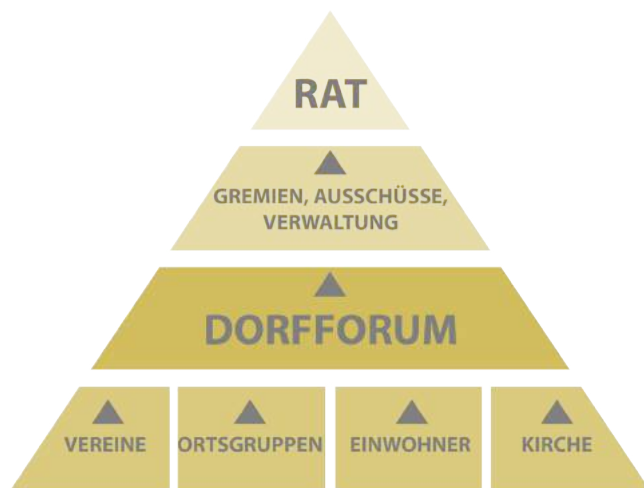 RAT
GREMIEN, AUSSCHÜSSE,
VERWALTUNG
DORFFORUM
VEREINE
ORTSGRUPPEN
EINWOHNER
KIRCHE